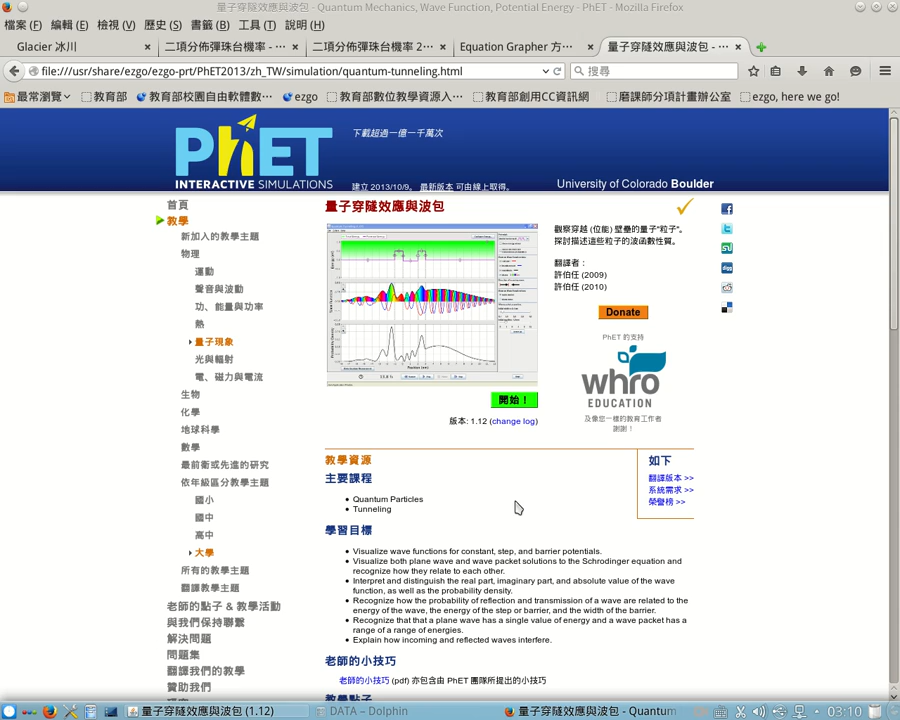 量子穿隧效應與波包 - Quantum Mechanics, Wave Function, Potential Energy - PhET - Mozilla Firefox
檔案 (F) 編輯 (E) 檢視 (V) 歷史 (S) 書籤 (B) 工具 (T) 說明 (H)
Glacier 冰川 二項分佈彈珠台機率 - ··· 二項分佈彈珠台機率 2··· Equation Grapher 方··· 量子穿隧效應與波包 - ···
file:///usr/share/ezgo/ezgo-prt/PhET2013/zh_TW/simulation/quantum-tunneling.html 搜尋
最常瀏覽 教育部 教育部校園自由軟體數··· ezgo 教育部數位教學資源入··· 教育部創用CC資訊網 磨課師分項計畫辦公室 ezgo, here we go!
PhET
INTERACTIVE SIMULATIONS
下載超過一億一千萬次
建立 2013/10/9。 最新版本 可由線上取得。
University of Colorado Boulder
首頁
教學
新加入的教學主題
物理
運動
聲音與波動
功、能量與功率
熱
量子現象
光與輻射
電、磁力與電流
生物
化學
地球科學
數學
最前衛或先進的研究
依年級區分教學主題
國小
國中
高中
大學
所有的教學主題
翻譯教學主題
老師的點子 & 教學活動
與我們保持聯繫
解決問題
問題集
翻譯我們的教學
贊助我們
量子穿隧效應與波包
開始！
版本: 1.12 (change log)
觀察穿越 (位能) 壁壘的量子"粒子"。
探討描述這些粒子的波函數性質。
翻譯者：
許伯任 (2009)
許伯任 (2010)
Donate
PhET 的支持
whro
EDUCATION
及像您一樣的教育工作者
謝謝！
教學資源
主要課程
Quantum Particles
Tunneling
學習目標
Visualize wave functions for constant, step, and barrier potentials.
Visualize both plane wave and wave packet solutions to the Schrodinger equation and
recognize how they relate to each other.
Interpret and distinguish the real part, imaginary part, and absolute value of the wave
function, as well as the probability density.
Recognize how the probability of reflection and transmission of a wave are related to the
energy of the wave, the energy of the step or barrier, and the width of the barrier.
Recognize that that a plane wave has a single value of energy and a wave packet has a
range of a range of energies.
Explain how incoming and reflected waves interfere.
老師的小技巧
老師的小技巧 (pdf) 亦包含由 PhET 團隊所提出的小技巧
教學點子
如下
翻譯版本 >>
系統需求 >>
榮譽榜 >>
量子穿隧效應與波包 (1.12) DATA – Dolphin 量子穿隧效應與波包 - Quantum 03:10